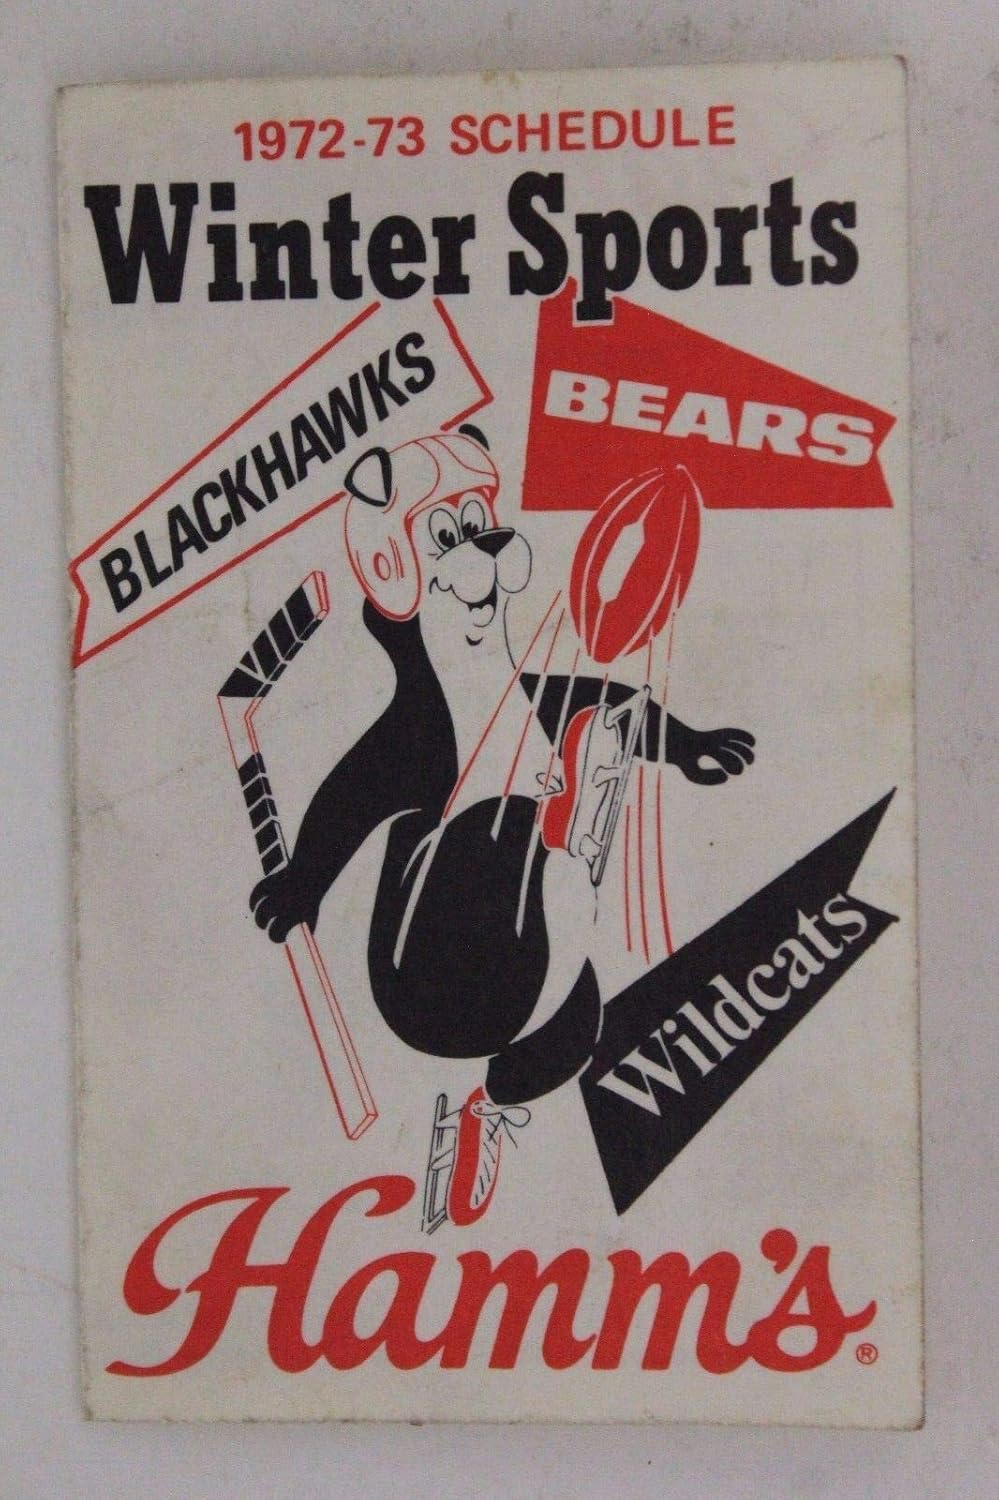 1972-73 SCHEDULE
Winter Sports
BLACKHAWKS
BEARS
Wildcats
Hamm's®